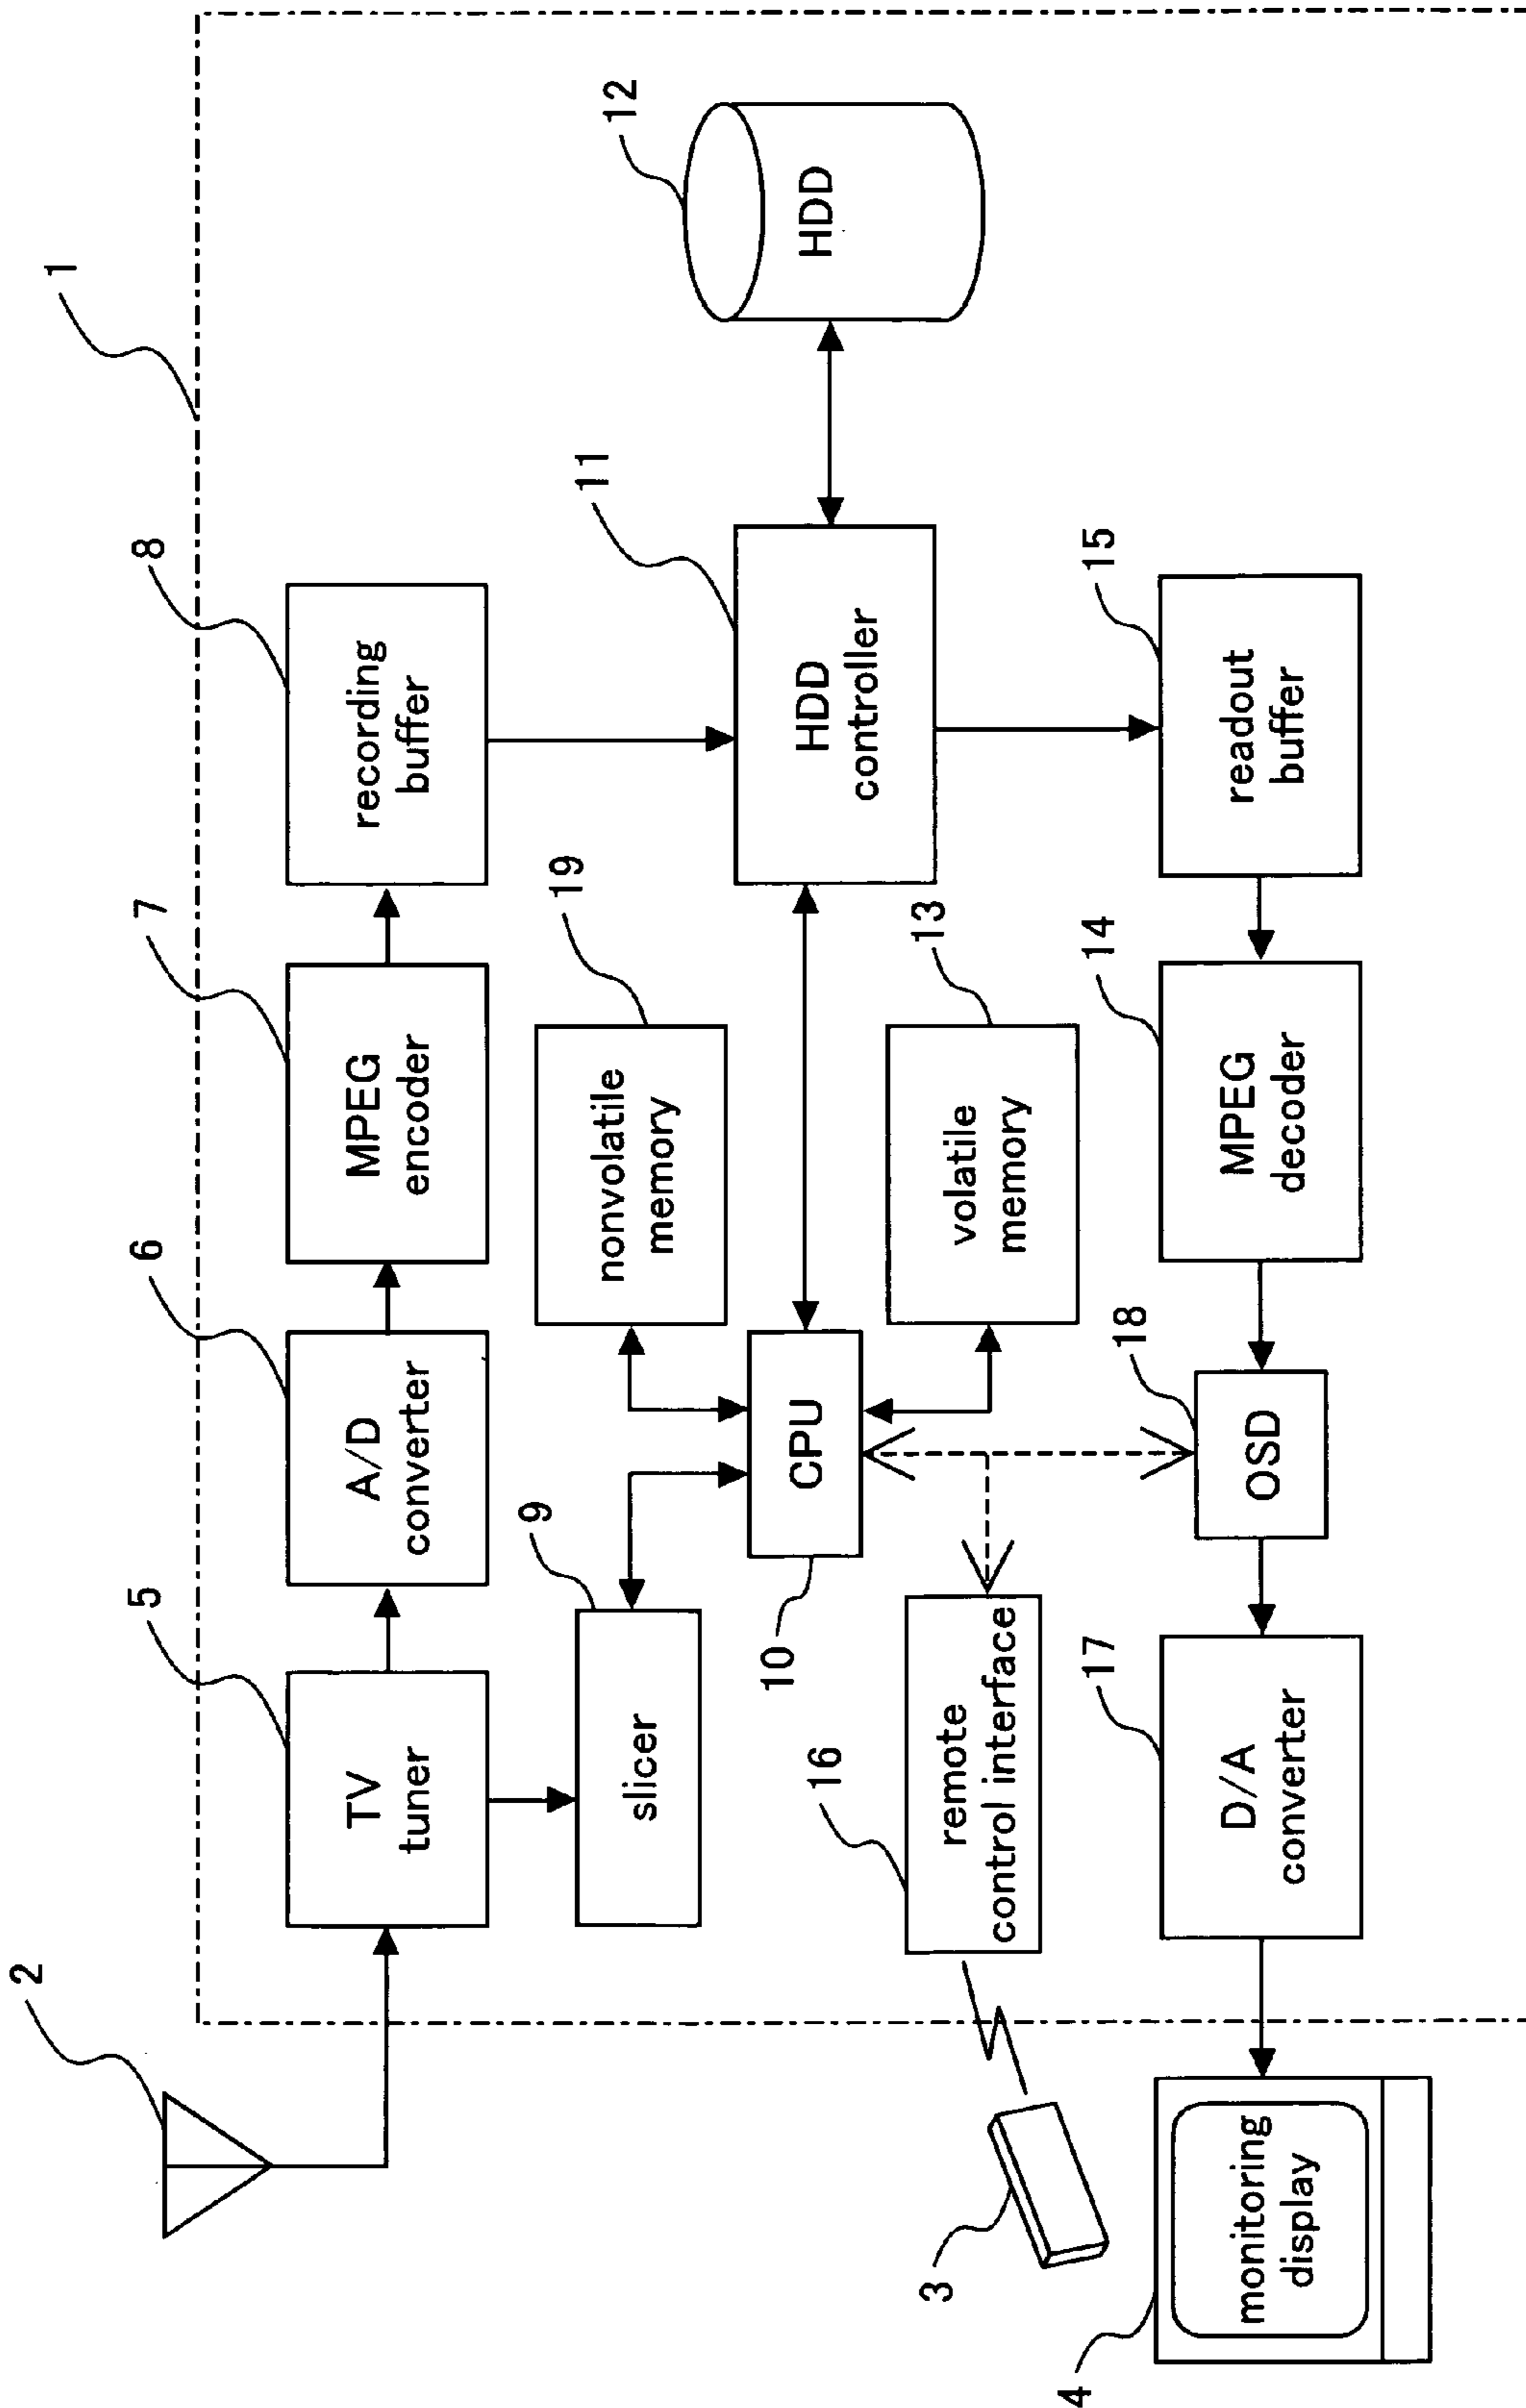 1
2
5
TV
tuner
6
A/D
converter
7
MPEG
encoder
8
recording
buffer
9
slicer
19
nonvolatile
memory
11
HDD
controller
12
HDD
10
CPU
13
volatile
memory
3
16
remote
control interface
4
monitoring
display
17
D/A
converter
18
OSD
14
MPEG
decoder
15
readout
buffer